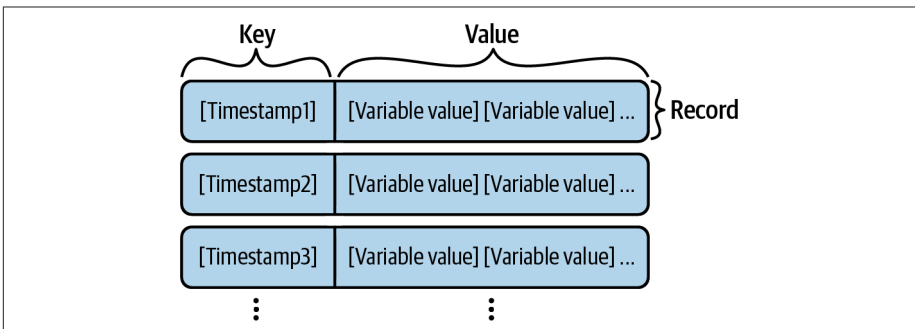 Key Value
[Timestamp1] [Variable value] [Variable value] ... Record
[Timestamp2] [Variable value] [Variable value] ...
[Timestamp3] [Variable value] [Variable value] ...